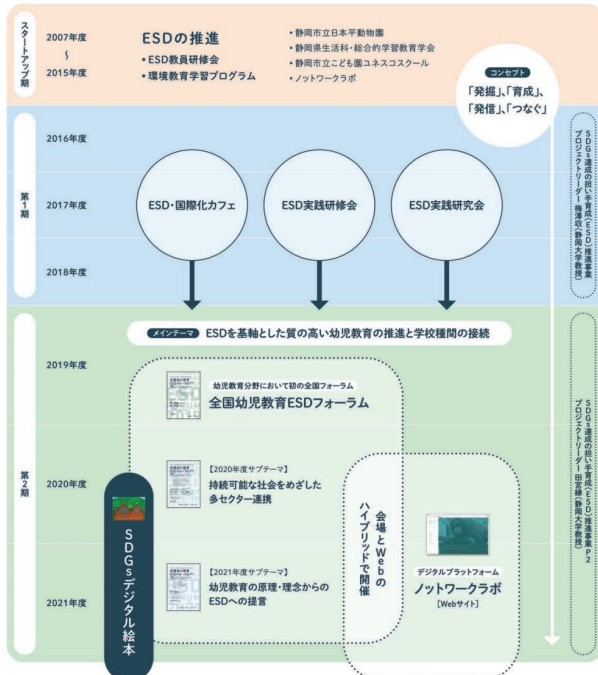 スタートアップ期
2007年度
〜
2015年度
ESDの推進
・ESD教員研修会
・環境教育学習プログラム
・静岡市立日本平動物園
・静岡県生活科・総合的学習教育学会
・静岡市立こども園ユネスコスクール
・ノットワークラボ
コンセプト
「発掘」、「育成」、
「発信」、「つなぐ」
第1期
2016年度
2017年度
2018年度
ESD・国際化カフェ
ESD実践研修会
ESD実践研究会
SDGs達成の担い手育成(ESD)推進事業
プロジェクトリーダー 梅澤収(静岡大学教授)
第2期
メインテーマ ESDを基軸とした質の高い幼児教育の推進と学校種間の接続
2019年度
幼児教育分野において初の全国フォーラム
全国幼児教育ESDフォーラム
2020年度
【2020年度サブテーマ】
持続可能な社会をめざした
多セクター連携
2021年度
【2021年度サブテーマ】
幼児教育の原理・理念からの
ESDへの提言
SDGsデジタル絵本
会場とWebの
ハイブリッドで開催
デジタルプラットフォーム
ノットワークラボ
[Webサイト]
SDGs達成の担い手育成(ESD)推進事業P2
プロジェクトリーダー 田宮縁(静岡大学教授)